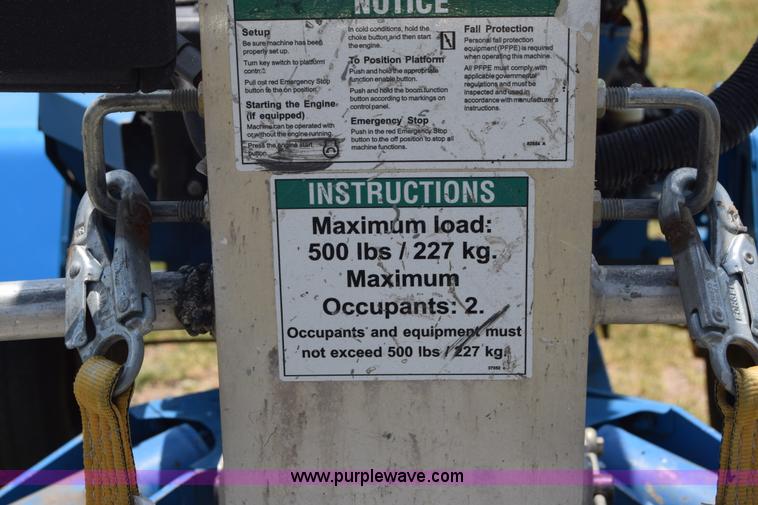 NOTICE
Setup
Be sure machine has been
properly set up.
Turn key switch to platform
control.
Pull out red Emergency Stop
button to the on position.
Starting the Engine
(if equipped)
Machine can be operated with
or without the engine running.
Press the engine start
button.
In cold conditions, hold the
choke button and then start
the engine.
To Position Platform
Push and hold the appropriate
function enable button.
Push and hold the boom function
button according to markings on
control panel.
Emergency Stop
Push in the red Emergency Stop
button to the off position to stop all
machine functions.
Fall Protection
Personal fall protection
equipment (PFPE) is required
when operating this machine.
All PFPE must comply with
applicable governmental
regulations and must be
inspected and used in
accordance with manufacturer's
instructions.
82604 A
INSTRUCTIONS
Maximum load:
500 lbs / 227 kg.
Maximum
Occupants: 2.
Occupants and equipment must
not exceed 500 lbs / 227 kg.
www.purplewave.com